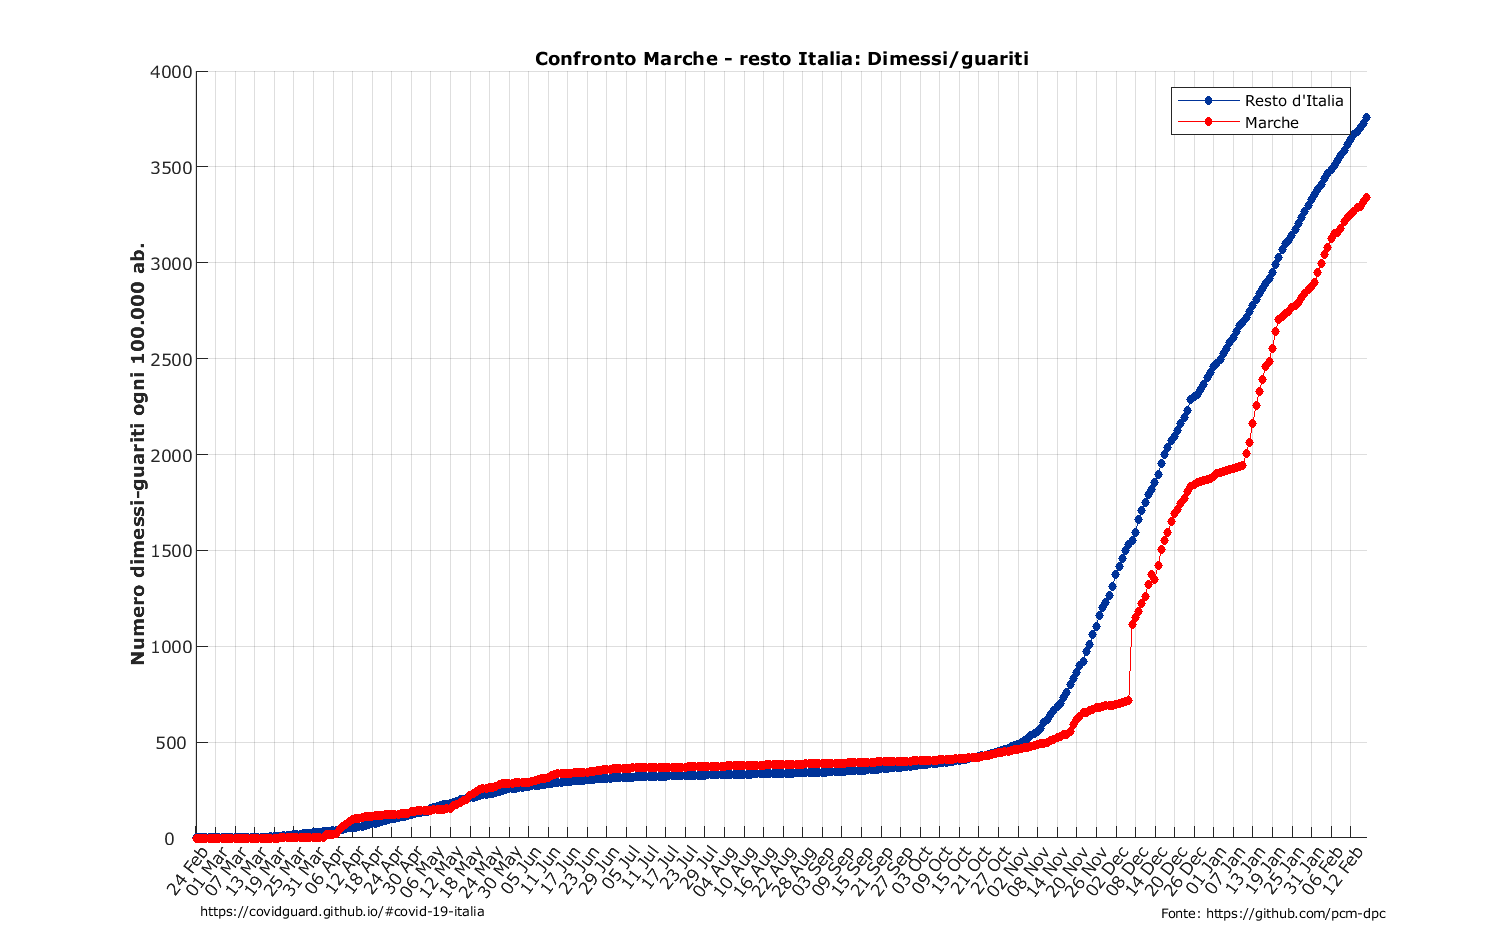 Confronto Marche - resto Italia: Dimessi/guariti
Resto d'Italia
Marche
Numero dimessi-guariti ogni 100.000 ab.
4000
3500
3000
2500
2000
1500
1000
500
0
24 Feb
01 Mar
07 Mar
13 Mar
19 Mar
25 Mar
31 Mar
06 Apr
12 Apr
18 Apr
24 Apr
30 Apr
06 May
12 May
18 May
24 May
30 May
05 Jun
11 Jun
17 Jun
23 Jun
29 Jun
05 Jul
11 Jul
17 Jul
23 Jul
29 Jul
04 Aug
10 Aug
16 Aug
22 Aug
28 Aug
03 Sep
09 Sep
15 Sep
21 Sep
27 Sep
03 Oct
09 Oct
15 Oct
21 Oct
27 Oct
02 Nov
08 Nov
14 Nov
20 Nov
26 Nov
02 Dec
08 Dec
14 Dec
20 Dec
26 Dec
01 Jan
07 Jan
13 Jan
19 Jan
25 Jan
31 Jan
06 Feb
12 Feb
https://covidguard.github.io/#covid-19-italia
Fonte: https://github.com/pcm-dpc